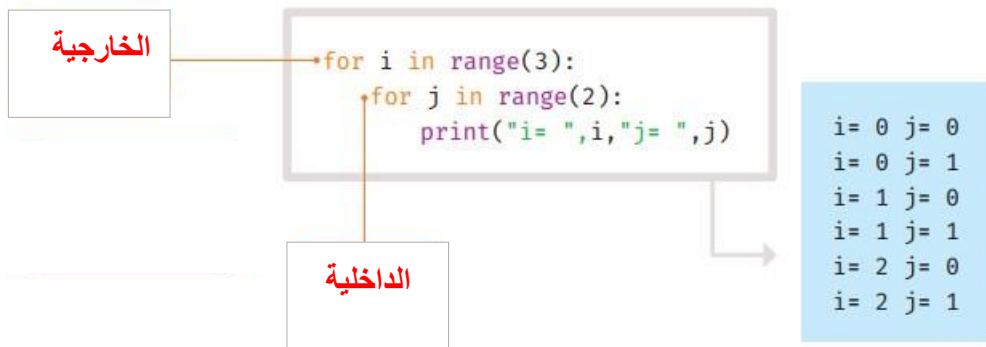 الخارجية
for i in range(3):
for j in range(2):
print("i= ",i,"j= ",j)
الداخلية
i= 0 j= 0
i= 0 j= 1
i= 1 j= 0
i= 1 j= 1
i= 2 j= 0
i= 2 j= 1